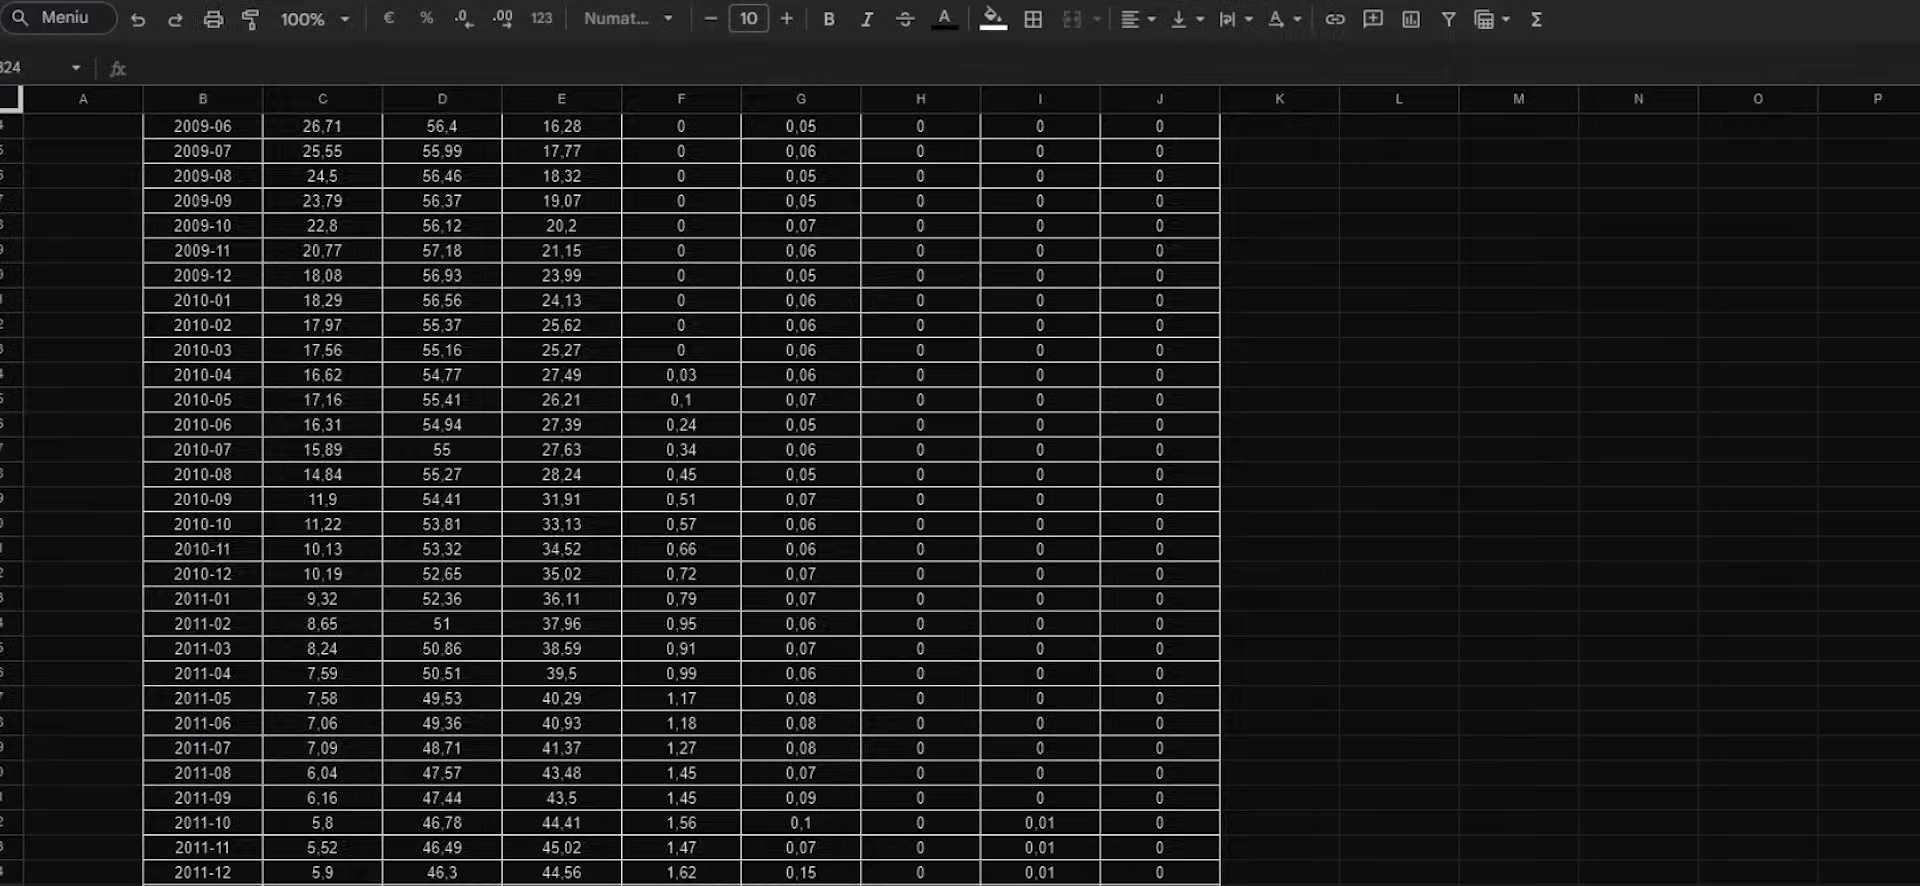 Meniu 100% € % .0 .00 123 Numat... 10 B I A A Σ
324 fx
A B C D E F G H I J K L M N O P
2009-06 26,71 56,4 16,28 0 0,05 0 0 0
2009-07 25,55 55,99 17,77 0 0,06 0 0 0
2009-08 24,5 56,46 18,32 0 0,05 0 0 0
2009-09 23,79 56,37 19,07 0 0,05 0 0 0
2009-10 22,8 56,12 20,2 0 0,07 0 0 0
2009-11 20,77 57,18 21,15 0 0,06 0 0 0
2009-12 18,08 56,93 23,99 0 0,05 0 0 0
2010-01 18,29 56,56 24,13 0 0,06 0 0 0
2010-02 17,97 55,37 25,62 0 0,06 0 0 0
2010-03 17,56 55,16 25,27 0 0,06 0 0 0
2010-04 16,62 54,77 27,49 0,03 0,06 0 0 0
2010-05 17,16 55,41 26,21 0,1 0,07 0 0 0
2010-06 16,31 54,94 27,39 0,24 0,05 0 0 0
2010-07 15,89 55 27,63 0,34 0,06 0 0 0
2010-08 14,84 55,27 28,24 0,45 0,05 0 0 0
2010-09 11,9 54,41 31,91 0,51 0,07 0 0 0
2010-10 11,22 53,81 33,13 0,57 0,06 0 0 0
2010-11 10,13 53,32 34,52 0,66 0,06 0 0 0
2010-12 10,19 52,65 35,02 0,72 0,07 0 0 0
2011-01 9,32 52,36 36,11 0,79 0,07 0 0 0
2011-02 8,65 51 37,96 0,95 0,06 0 0 0
2011-03 8,24 50,86 38,59 0,91 0,07 0 0 0
2011-04 7,59 50,51 39,5 0,99 0,06 0 0 0
2011-05 7,58 49,53 40,29 1,17 0,08 0 0 0
2011-06 7,06 49,36 40,93 1,18 0,08 0 0 0
2011-07 7,09 48,71 41,37 1,27 0,08 0 0 0
2011-08 6,04 47,57 43,48 1,45 0,07 0 0 0
2011-09 6,16 47,44 43,5 1,45 0,09 0 0 0
2011-10 5,8 46,78 44,41 1,56 0,1 0 0,01 0
2011-11 5,52 46,49 45,02 1,47 0,07 0 0,01 0
2011-12 5,9 46,3 44,56 1,62 0,15 0 0,01 0